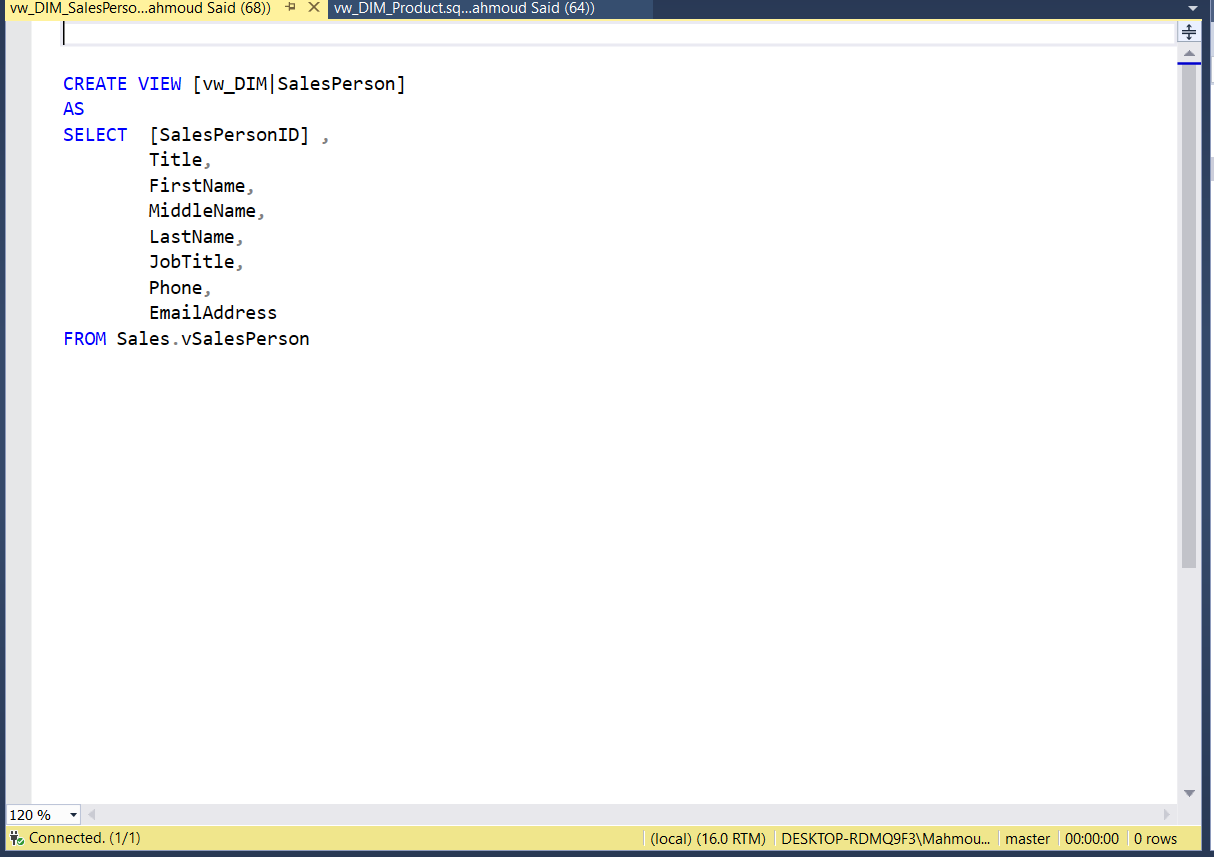 vw_DIM_SalesPerso...ahmoud Said (68)) vw_DIM_Product.sq...ahmoud Said (64))
CREATE VIEW [vw_DIM|SalesPerson]
AS
SELECT [SalesPersonID] ,
Title,
FirstName,
MiddleName,
LastName,
JobTitle,
Phone,
EmailAddress
FROM Sales.vSalesPerson
120 %
Connected. (1/1) (local) (16.0 RTM) DESKTOP-RDMQ9F3\Mahmou... master 00:00:00 0 rows